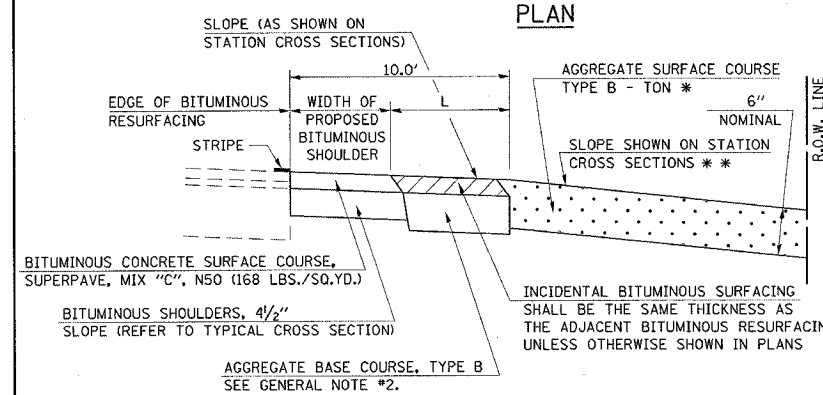 PLAN
SLOPE (AS SHOWN ON
STATION CROSS SECTIONS)
10.0'
EDGE OF BITUMINOUS
RESURFACING
WIDTH OF
PROPOSED
BITUMINOUS
SHOULDER
L
STRIPE
AGGREGATE SURFACE COURSE
TYPE B - TON *
6"
NOMINAL
R.O.W. LINE
SLOPE SHOWN ON STATION
CROSS SECTIONS * *
BITUMINOUS CONCRETE SURFACE COURSE,
SUPERPAVE, MIX "C", N50 (168 LBS./SQ.YD.)
BITUMINOUS SHOULDERS, 4 1/2"
SLOPE (REFER TO TYPICAL CROSS SECTION)
AGGREGATE BASE COURSE, TYPE B
SEE GENERAL NOTE #2.
INCIDENTAL BITUMINOUS SURFACING
SHALL BE THE SAME THICKNESS AS
THE ADJACENT BITUMINOUS RESURFACIN
UNLESS OTHERWISE SHOWN IN PLANS